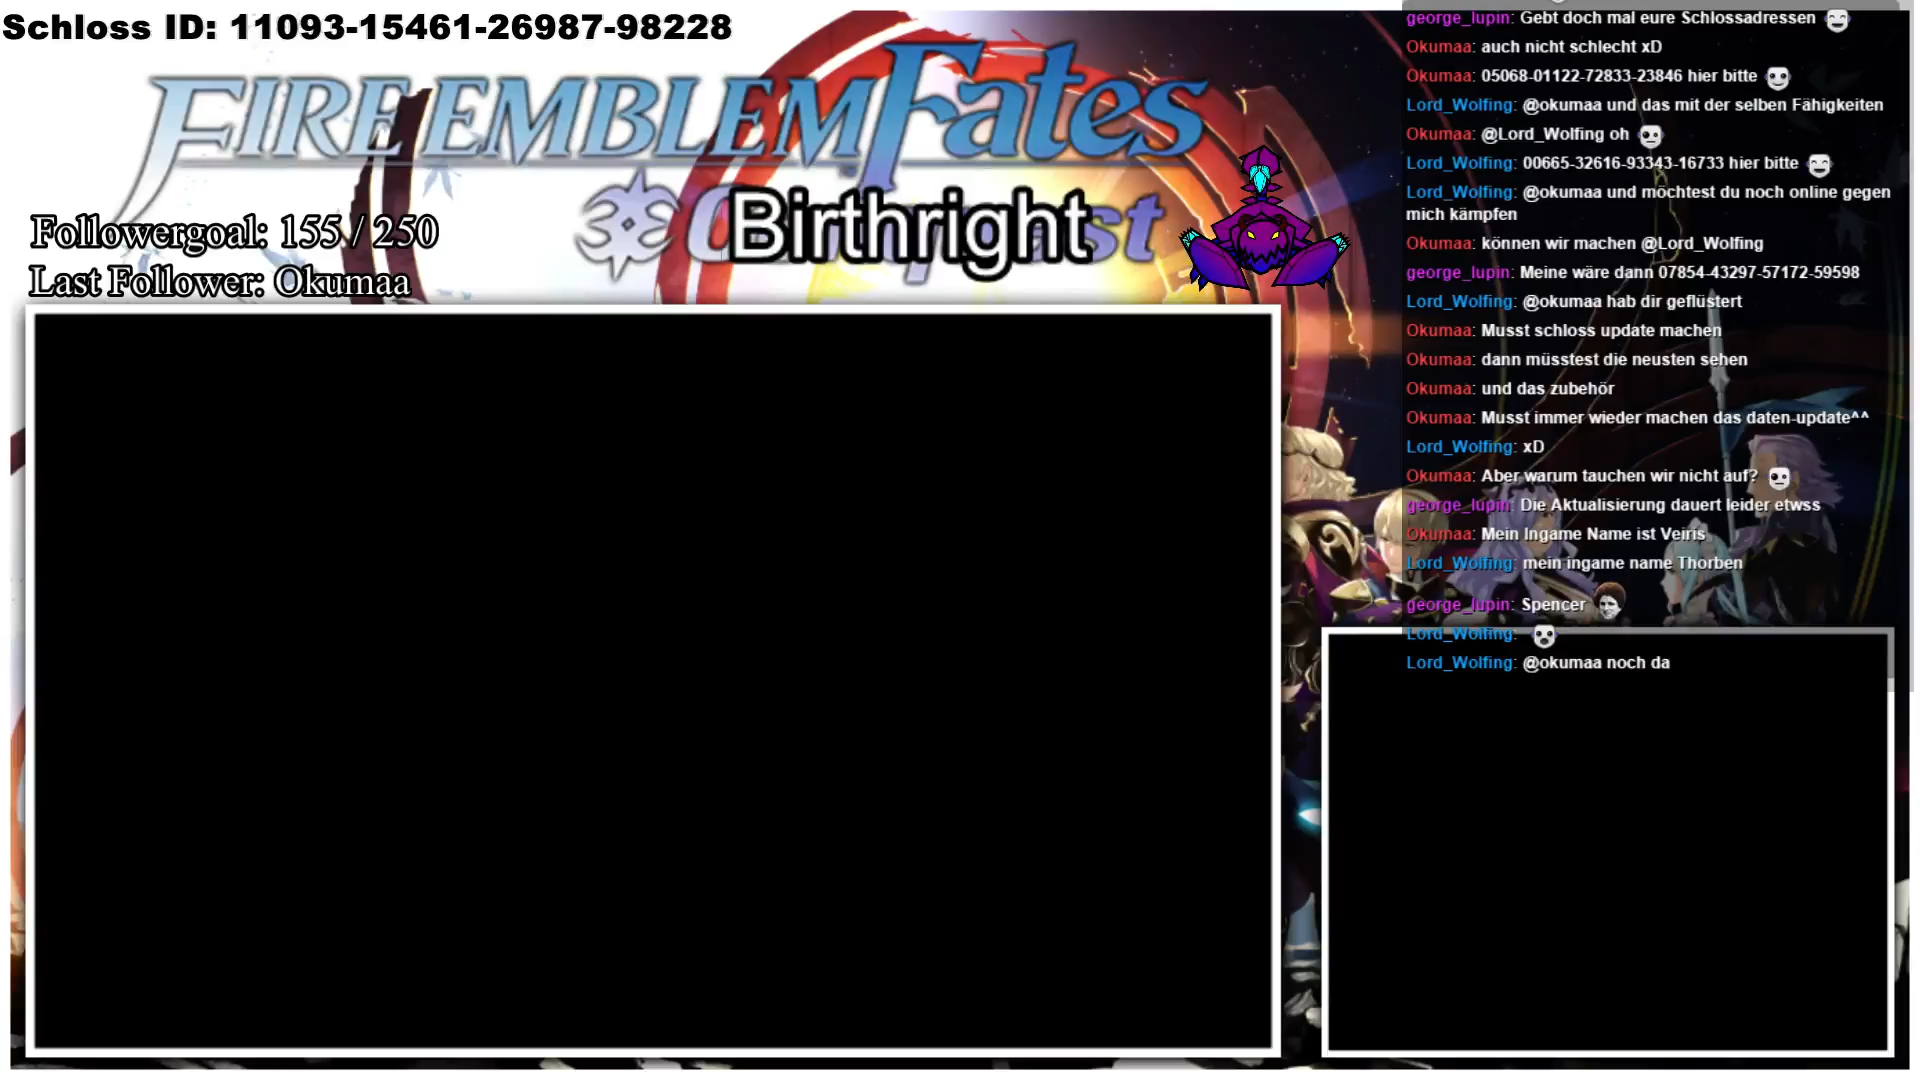 Schloss ID: 11093-15461-26987-98228
FIRE EMBLEM Fates
Birthright
Followergoal: 155 / 250
Last Follower: Okumaa
george_lupin: Gebt doch mal eure Schlossadressen
Okumaa: auch nicht schlecht xD
Okumaa: 05068-01122-72833-23846 hier bitte
Lord_Wolfing: @okumaa und das mit der selben Fähigkeiten
Okumaa: @Lord_Wolfing oh
Lord_Wolfing: 00665-32616-93343-16733 hier bitte
Lord_Wolfing: @okumaa und möchtest du noch online gegen
mich kämpfen
Okumaa: können wir machen @Lord_Wolfing
george_lupin: Meine wäre dann 07854-43297-57172-59598
Lord_Wolfing: @okumaa hab dir geflüstert
Okumaa: Musst schloss update machen
Okumaa: dann müsstest die neusten sehen
Okumaa: und das zubehör
Okumaa: Musst immer wieder machen das daten-update^^
Lord_Wolfing: xD
Okumaa: Aber warum tauchen wir nicht auf?
george_lupin: Die Aktualisierung dauert leider etwss
Okumaa: Mein Ingame Name ist Veiris
Lord_Wolfing: mein ingame name Thorben
george_lupin: Spencer
Lord_Wolfing:
Lord_Wolfing: @okumaa noch da